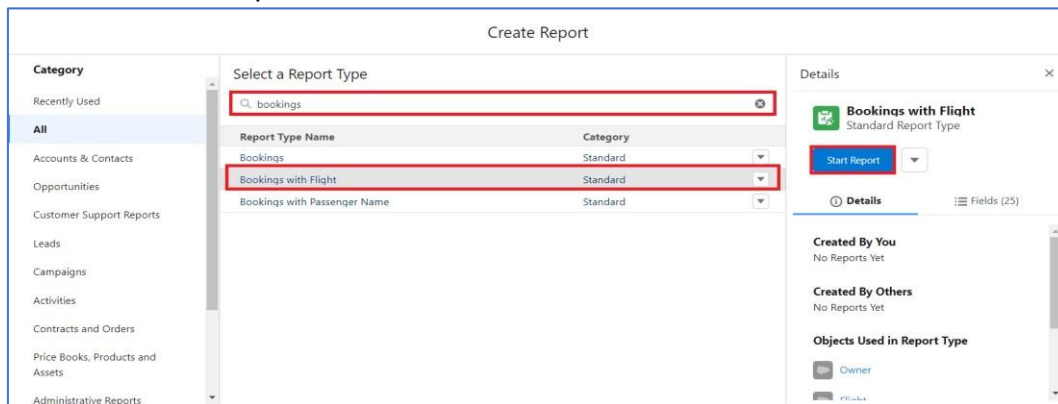 Create Report
Category
Recently Used
All
Accounts & Contacts
Opportunities
Customer Support Reports
Leads
Campaigns
Activities
Contracts and Orders
Price Books, Products and
Assets
Administrative Reports
Select a Report Type
bookings
Report Type Name Category
Bookings Standard
Bookings with Flight Standard
Bookings with Passenger Name Standard
Details
Bookings with Flight
Standard Report Type
Start Report
Details Fields (25)
Created By You
No Reports Yet
Created By Others
No Reports Yet
Objects Used in Report Type
Owner
Flight